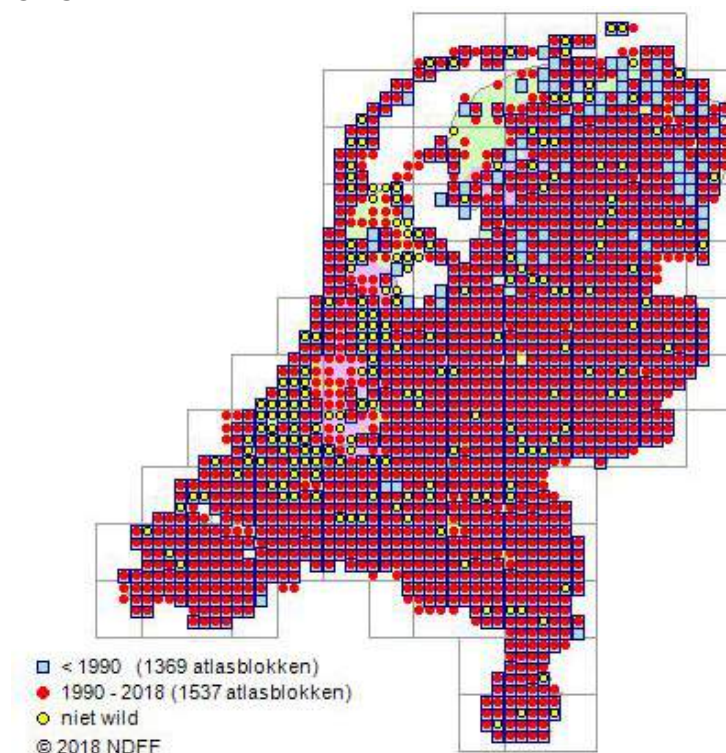 < 1990 (1369 atlasblokken)
1990 - 2018 (1537 atlasblokken)
niet wild
© 2018 NDFF